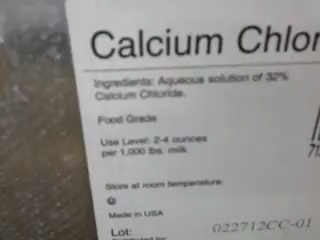 Calcium Chlor
Ingredients: Aqueous solution of 32%
Calcium Chloride.
Food Grade
Use Level: 2-4 ounces
per 1,000 lbs. milk
Store at room temperature.
Made in USA
Lot: 022712CC-01